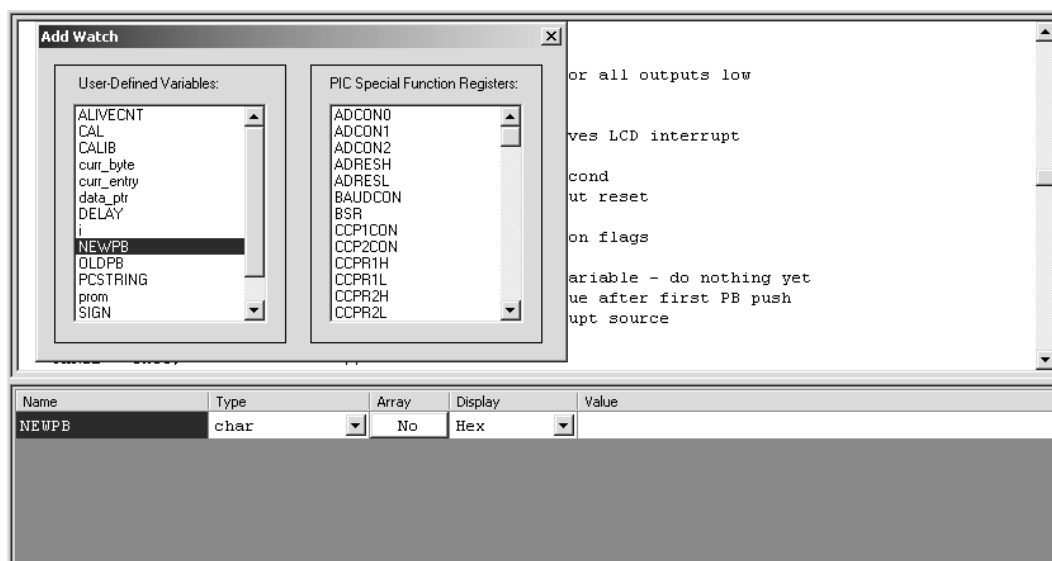 Add Watch
User-Defined Variables:
ALIVECNT
CAL
CALIB
curr_byte
curr_entry
data_ptr
DELAY
i
NEWPB
OLDPB
PCSTRING
prom
SIGN
PIC Special Function Registers:
ADCON0
ADCON1
ADCON2
ADRESH
ADRESL
BAUDCON
BSR
CCP1CON
CCP2CON
CCPR1H
CCPR1L
CCPR2H
CCPR2L
or all outputs low
ves LCD interrupt
cond
ut reset
on flags
ariable - do nothing yet
ue after first PB push
upt source
Name Type Array Display Value
NEWPB char No Hex